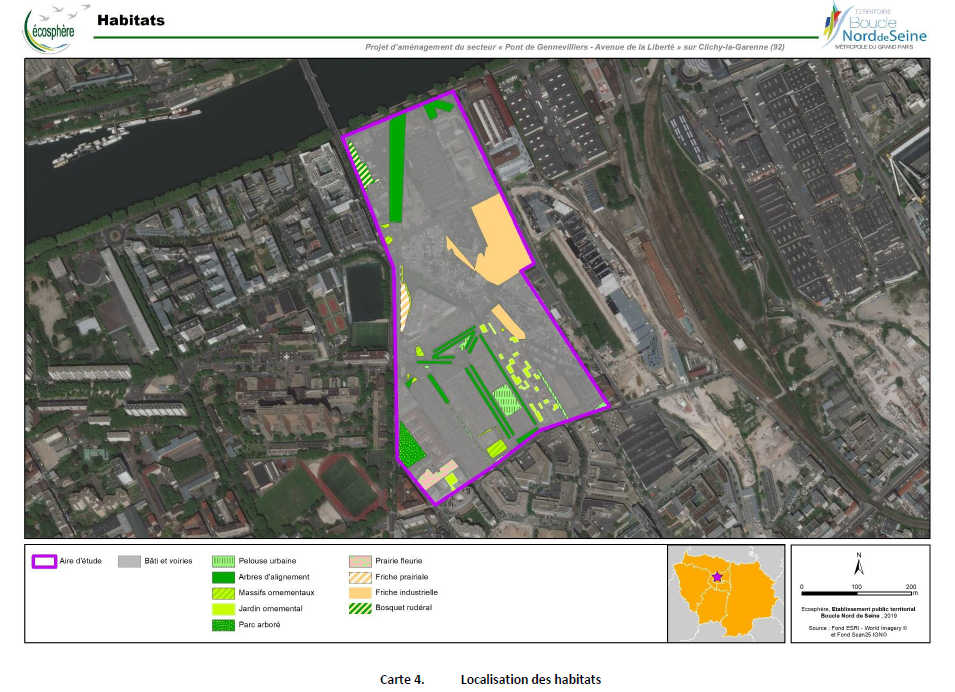 écosphère
Habitats
TERRITOIRE
Boucle
Nord de Seine
MÉTROPOLE DU GRAND PARIS
Projet d'aménagement du secteur « Pont de Gennevilliers - Avenue de la Liberté » sur Clichy-la-Garenne (92)
Aire d'étude
Bâti et voiries
Pelouse urbaine
Arbres d'alignement
Massifs ornementaux
Jardin ornemental
Parc arboré
Prairie fleurie
Friche prairiale
Friche industrielle
Bosquet rudéral
N
0 100 200
m
Ecosphère, Etablissement public territorial
Boucle Nord de Seine , 2019
Source : Fond ESRI - World Imagery II
et Fond Scan25 IGN©
Carte 4. Localisation des habitats